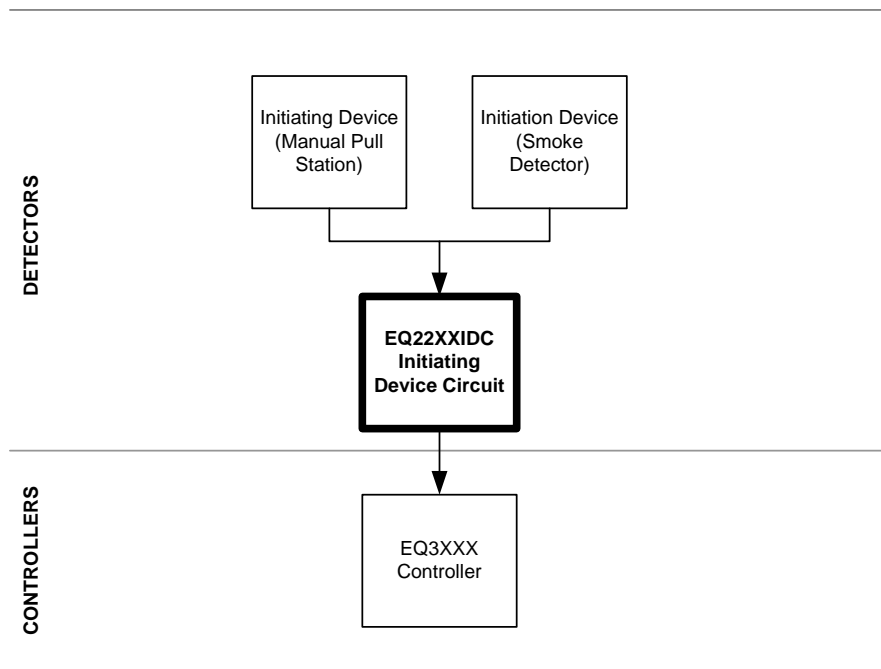 DETECTORS
Initiating Device
(Manual Pull
Station)
Initiation Device
(Smoke
Detector)
EQ22XXIDC
Initiating
Device Circuit
CONTROLLERS
EQ3XXX
Controller